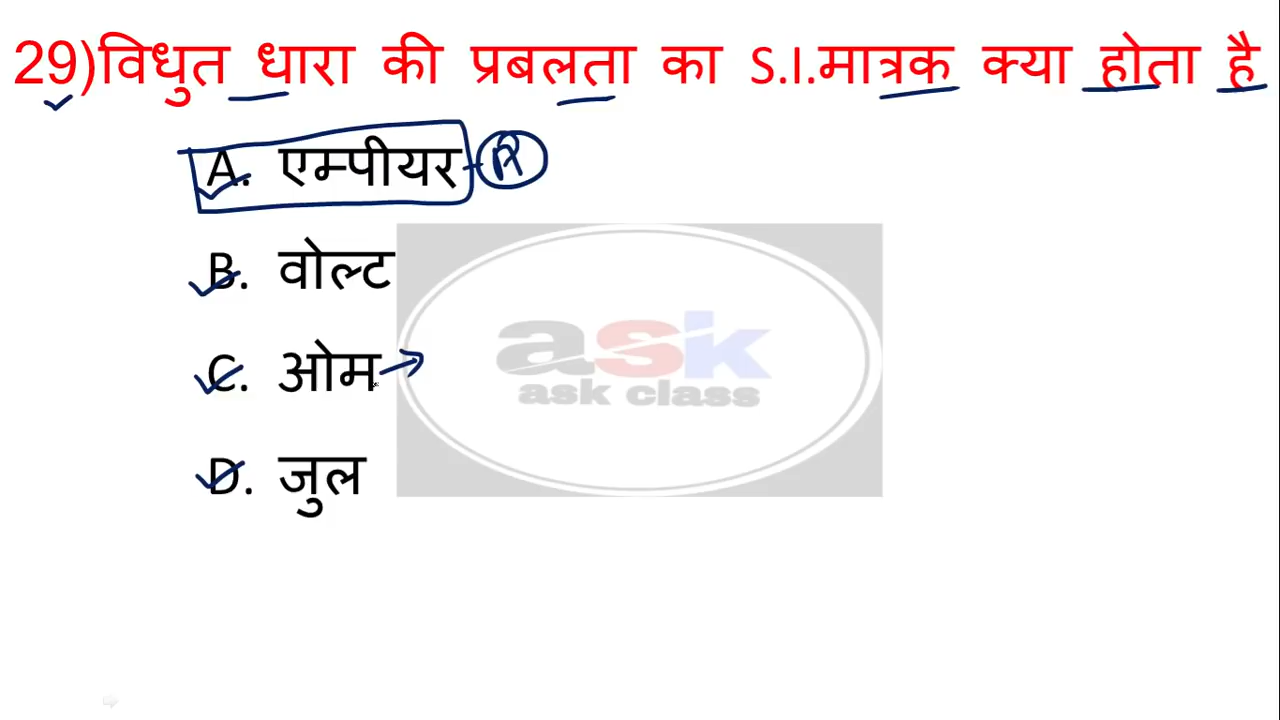 29)विधुत धारा की प्रबलता का S.I.मात्रक क्या होता है
A. एम्पीयर
B. वोल्ट
C. ओम
D. जुल
ask
ask class